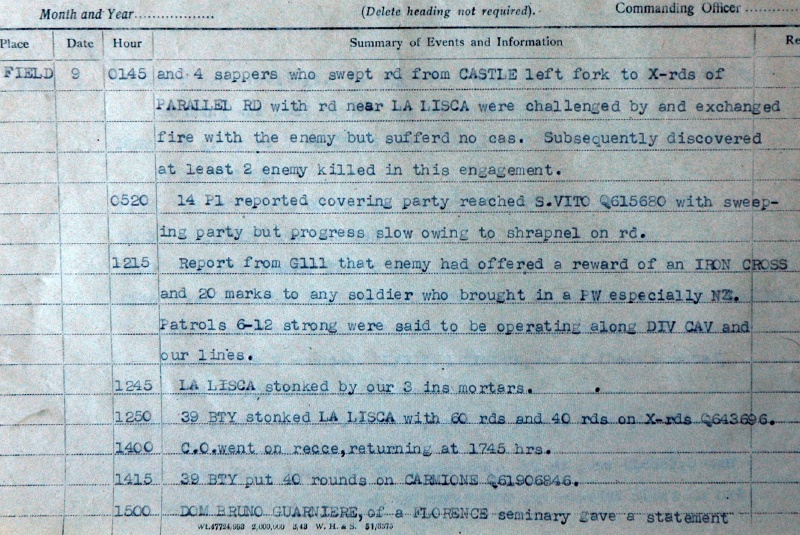 Month and Year.................. (Delete heading not required). Commanding Officer ............
Place Date Hour Summary of Events and Information Re
FIELD 9 0145 and 4 sappers who swept rd from CASTLE left fork to X-rds of
PARALLEL RD with rd near LA LISCA were challenged by and exchanged
fire with the enemy but sufferd no cas. Subsequently discovered
at least 2 enemy killed in this engagement.
0520 14 Pl reported covering party reached S.VITO Q615680 with sweep-
ing party but progress slow owing to shrapnel on rd.
1215 Report from G111 that enemy had offered a reward of an IRON CROSS
and 20 marks to any soldier who brought in a PW especially NZ.
Patrols 6-12 strong were said to be operating along DIV CAV and
our lines.
1245 LA LISCA stonked by our 3 ins mortars.
1250 39 BTY stonked LA LISCA with 60 rds and 40 rds on X-rds Q643696.
1400 C.O.went on recce,returning at 1745 hrs.
1415 39 BTY put 40 rounds on CARMIONE Q61906846.
1500 DOM BRUNO GUARNIERE,of a FLORENCE seminary gave a statement
2,000,000 W. H. & S.